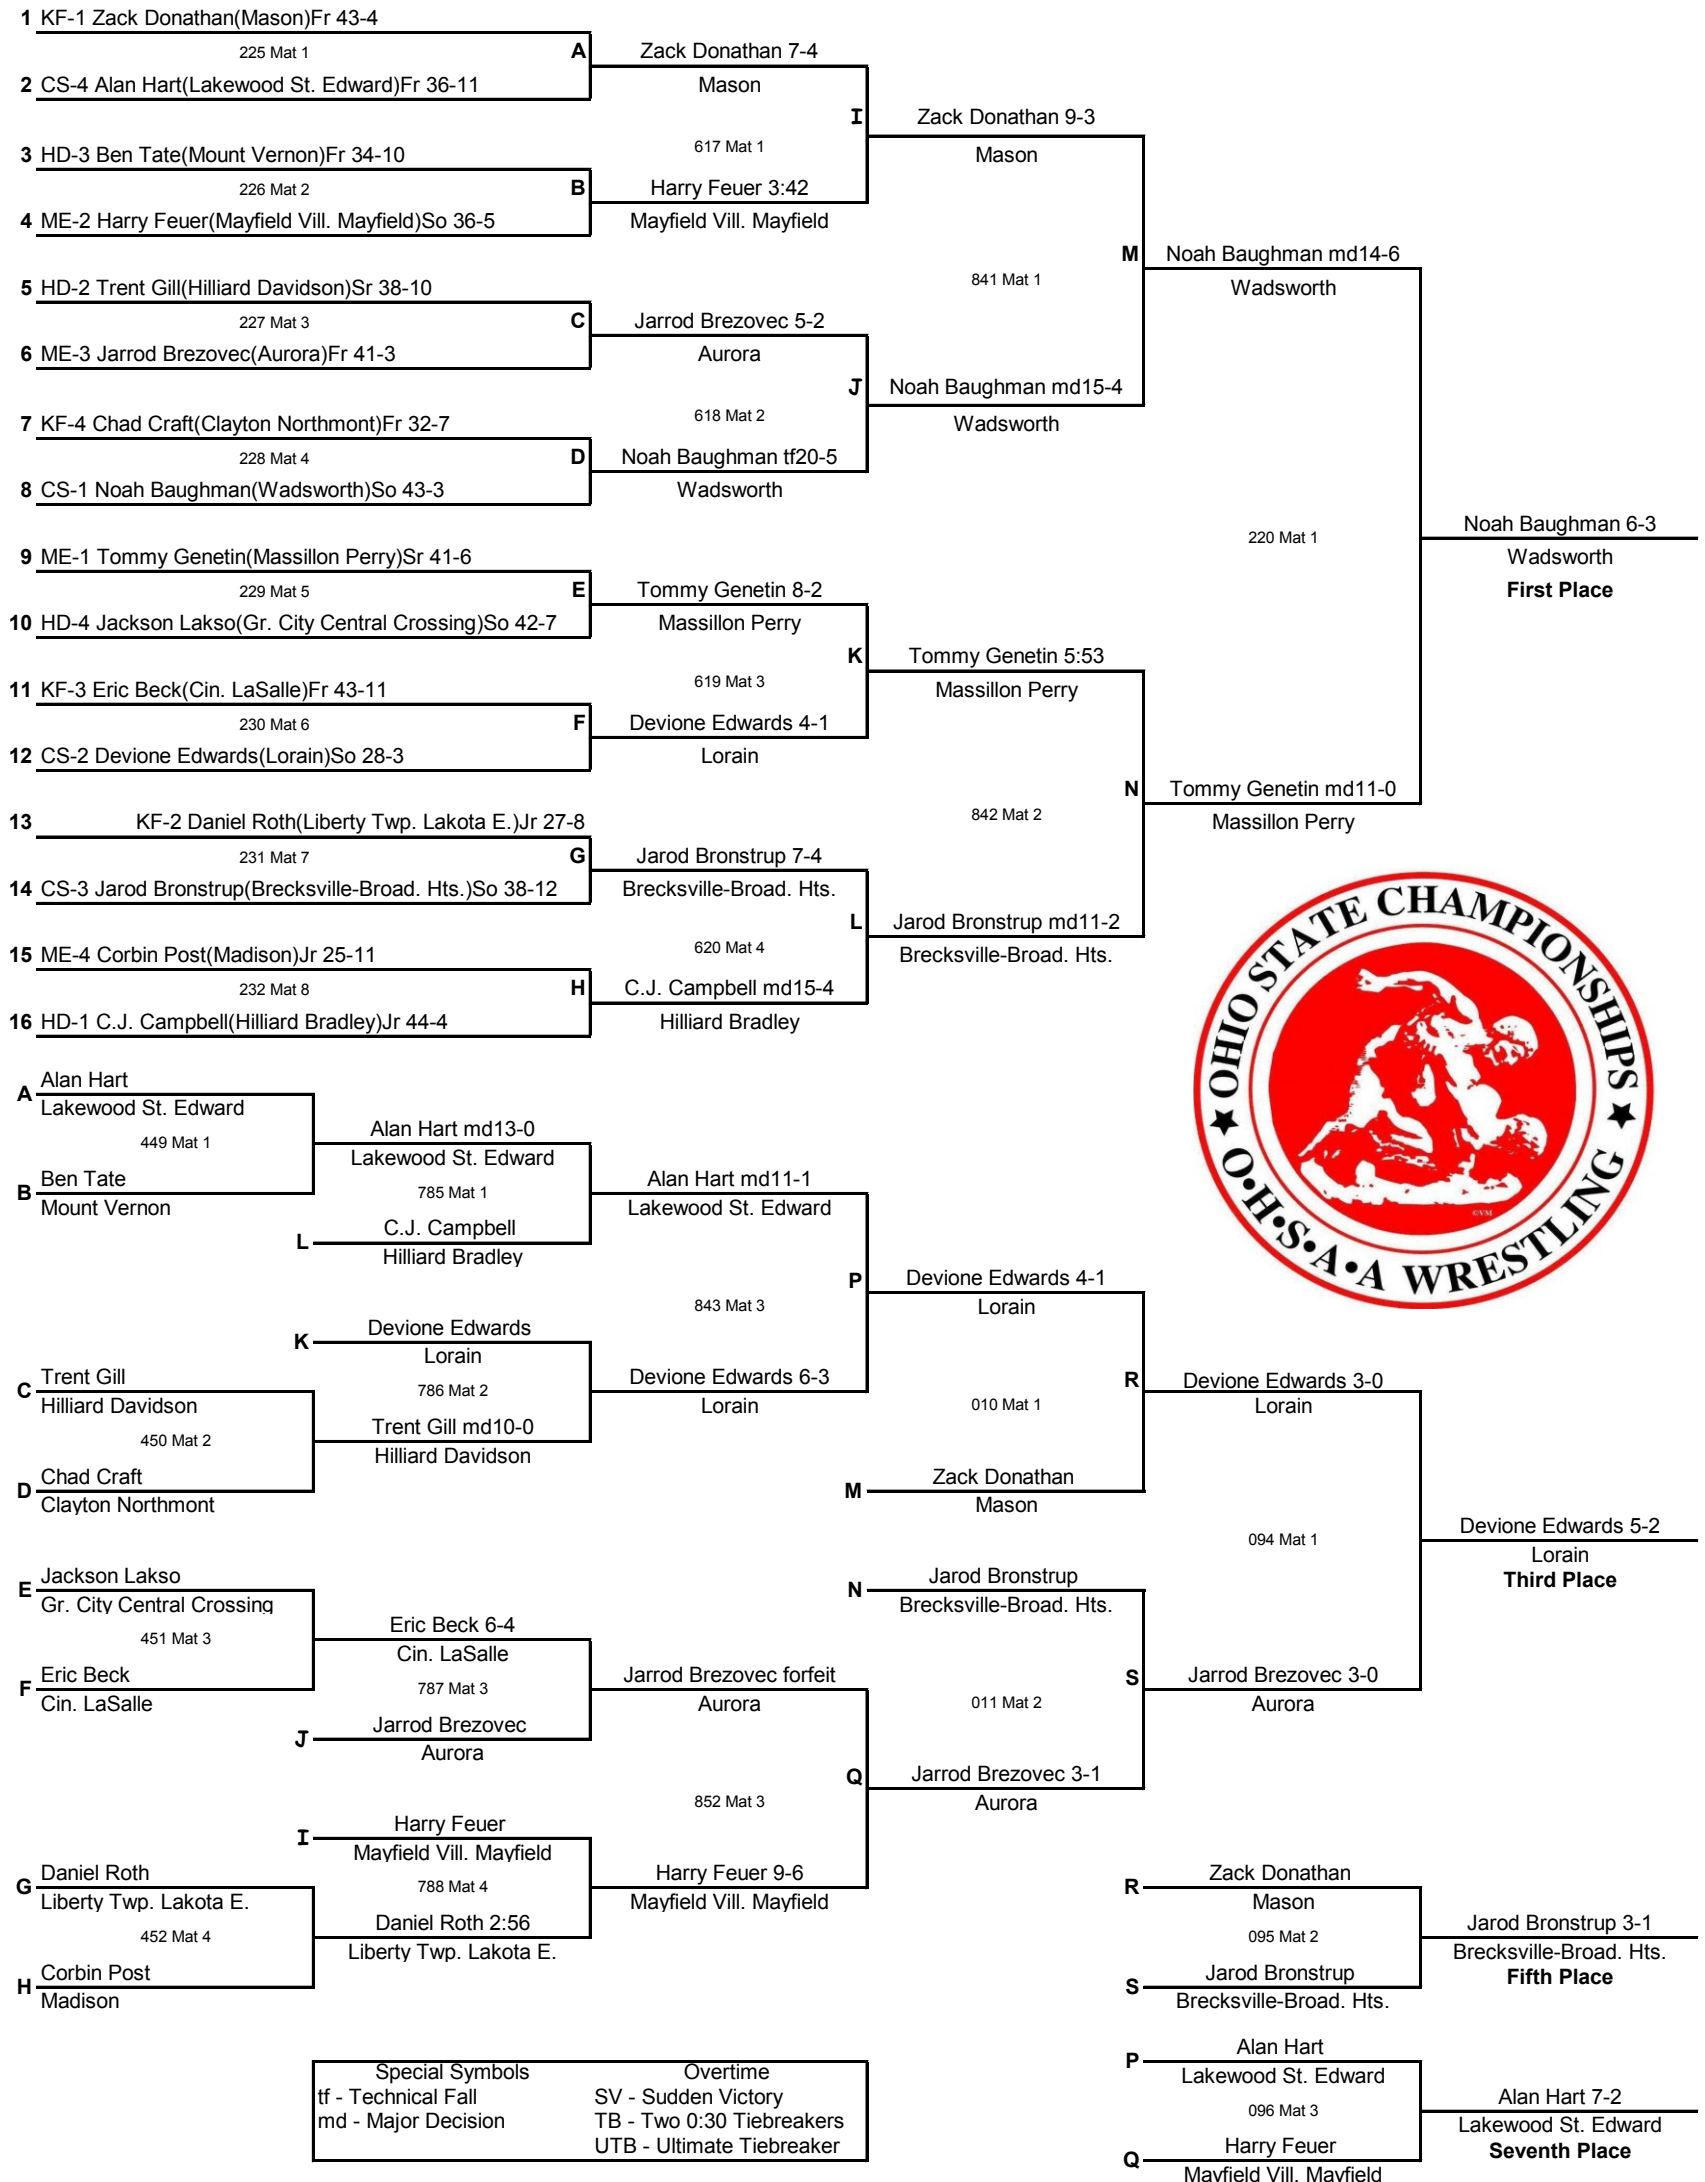 1 KF-1 Zack Donathan(Mason)Fr 43-4
225 Mat 1
A
2 CS-4 Alan Hart(Lakewood St. Edward)Fr 36-11
Zack Donathan 7-4
Mason
617 Mat 1
I
3 HD-3 Ben Tate(Mount Vernon)Fr 34-10
226 Mat 2
B
4 ME-2 Harry Feuer(Mayfield Vill. Mayfield)So 36-5
Harry Feuer 3:42
Mayfield Vill. Mayfield
Zack Donathan 9-3
Mason
841 Mat 1
M
5 HD-2 Trent Gill(Hilliard Davidson)Sr 38-10
227 Mat 3
C
6 ME-3 Jarrod Brezovec(Aurora)Fr 41-3
Jarrod Brezovec 5-2
Aurora
618 Mat 2
J
7 KF-4 Chad Craft(Clayton Northmont)Fr 32-7
228 Mat 4
D
8 CS-1 Noah Baughman(Wadsworth)So 43-3
Noah Baughman tf20-5
Wadsworth
Noah Baughman md15-4
Wadsworth
Noah Baughman md14-6
Wadsworth
220 Mat 1
Noah Baughman 6-3
Wadsworth
First Place
9 ME-1 Tommy Genetin(Massillon Perry)Sr 41-6
229 Mat 5
E
10 HD-4 Jackson Lakso(Gr. City Central Crossing)So 42-7
Tommy Genetin 8-2
Massillon Perry
619 Mat 3
K
11 KF-3 Eric Beck(Cin. LaSalle)Fr 43-11
230 Mat 6
F
12 CS-2 Devione Edwards(Lorain)So 28-3
Devione Edwards 4-1
Lorain
Tommy Genetin 5:53
Massillon Perry
842 Mat 2
N
Tommy Genetin md11-0
Massillon Perry
13 KF-2 Daniel Roth(Liberty Twp. Lakota E.)Jr 27-8
231 Mat 7
G
14 CS-3 Jarod Bronstrup(Brecksville-Broad. Hts.)So 38-12
Jarod Bronstrup 7-4
Brecksville-Broad. Hts.
620 Mat 4
L
15 ME-4 Corbin Post(Madison)Jr 25-11
232 Mat 8
H
16 HD-1 C.J. Campbell(Hilliard Bradley)Jr 44-4
C.J. Campbell md15-4
Hilliard Bradley
Jarod Bronstrup md11-2
Brecksville-Broad. Hts.
OHIO STATE CHAMPIONSHIPS
O•H•S•A•A WRESTLING
©VM
A Alan Hart
Lakewood St. Edward
449 Mat 1
B Ben Tate
Mount Vernon
Alan Hart md13-0
Lakewood St. Edward
785 Mat 1
L C.J. Campbell
Hilliard Bradley
Alan Hart md11-1
Lakewood St. Edward
843 Mat 3
P
K Devione Edwards
Lorain
786 Mat 2
C Trent Gill
Hilliard Davidson
450 Mat 2
D Chad Craft
Clayton Northmont
Trent Gill md10-0
Hilliard Davidson
Devione Edwards 6-3
Lorain
Devione Edwards 4-1
Lorain
010 Mat 1
R
M Zack Donathan
Mason
Devione Edwards 3-0
Lorain
094 Mat 1
Devione Edwards 5-2
Lorain
Third Place
E Jackson Lakso
Gr. City Central Crossing
451 Mat 3
F Eric Beck
Cin. LaSalle
Eric Beck 6-4
Cin. LaSalle
787 Mat 3
J Jarrod Brezovec
Aurora
Jarrod Brezovec forfeit
Aurora
852 Mat 3
Q
N Jarod Bronstrup
Brecksville-Broad. Hts.
011 Mat 2
S
Jarrod Brezovec 3-1
Aurora
Jarrod Brezovec 3-0
Aurora
I Harry Feuer
Mayfield Vill. Mayfield
788 Mat 4
G Daniel Roth
Liberty Twp. Lakota E.
452 Mat 4
H Corbin Post
Madison
Daniel Roth 2:56
Liberty Twp. Lakota E.
Harry Feuer 9-6
Mayfield Vill. Mayfield
R Zack Donathan
Mason
095 Mat 2
S Jarod Bronstrup
Brecksville-Broad. Hts.
Jarod Bronstrup 3-1
Brecksville-Broad. Hts.
Fifth Place
P Alan Hart
Lakewood St. Edward
096 Mat 3
Q Harry Feuer
Mayfield Vill. Mayfield
Alan Hart 7-2
Lakewood St. Edward
Seventh Place
Special Symbols
tf - Technical Fall
md - Major Decision
Overtime
SV - Sudden Victory
TB - Two 0:30 Tiebreakers
UTB - Ultimate Tiebreaker